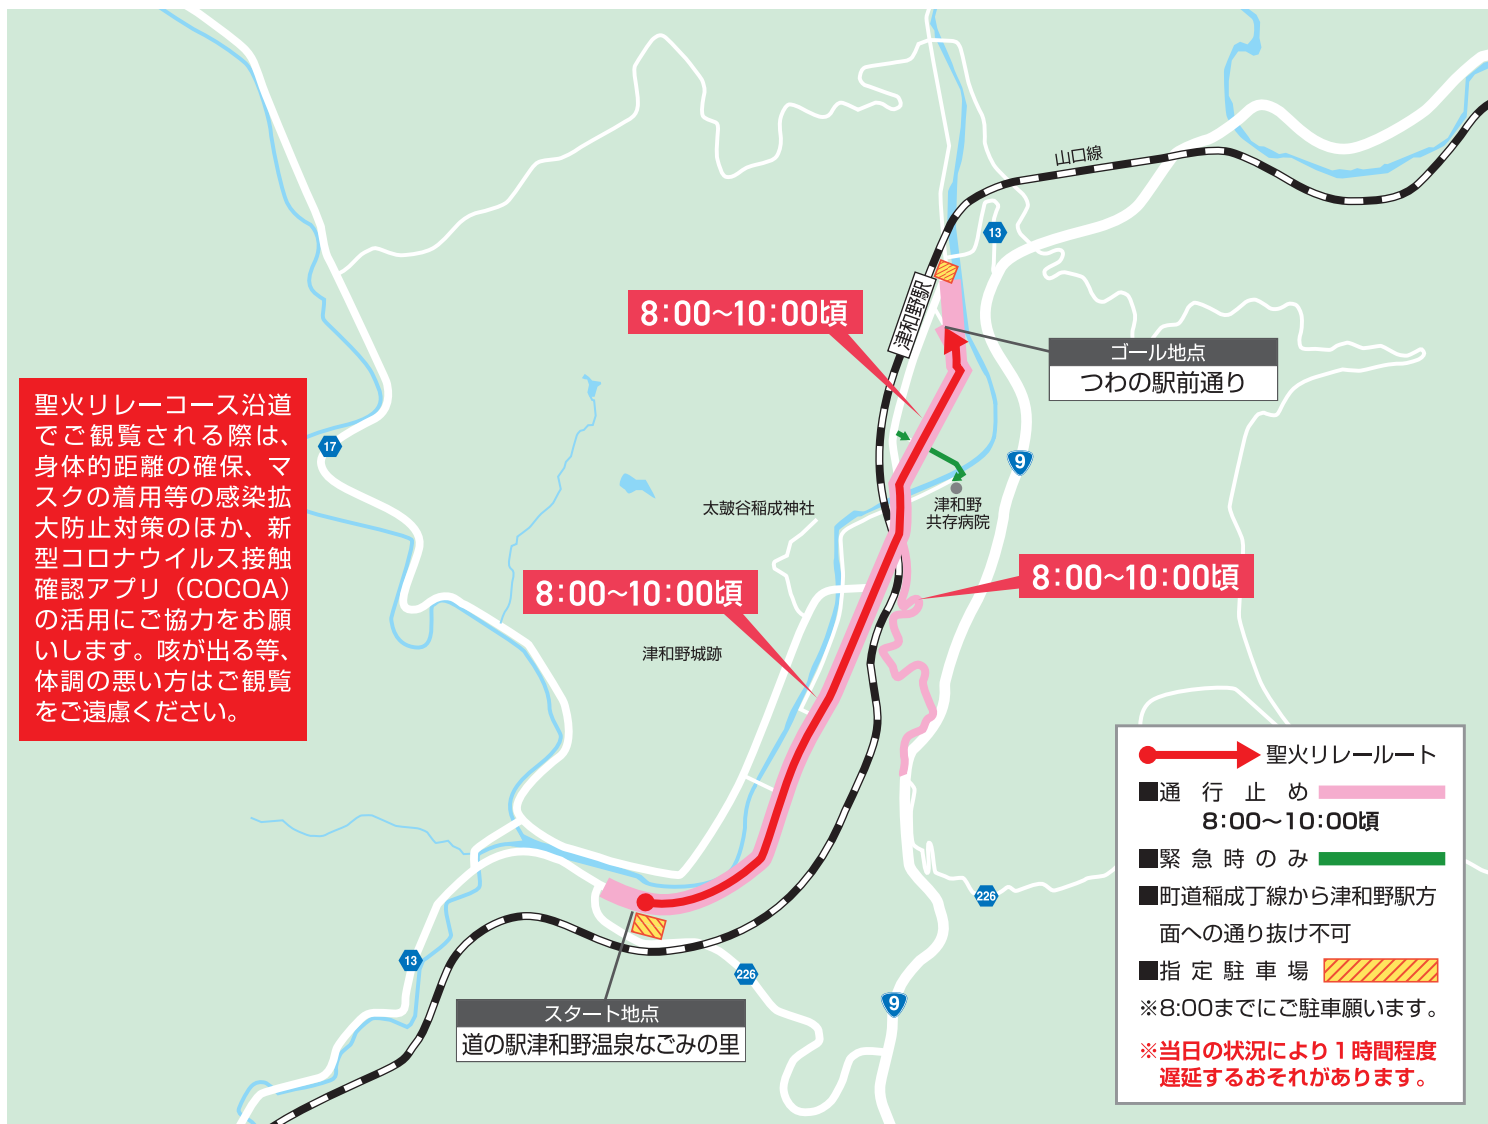 山口線
13
8:00〜10:00頃
津和野駅
ゴール地点
つわの駅前通り
聖火リレーコース沿道
でご観覧される際は、
身体的距離の確保、マ
スクの着用等の感染拡
大防止対策のほか、新
型コロナウイルス接触
確認アプリ（COCOA）
の活用にご協力をお願
いします。咳が出る等、
体調の悪い方はご観覧
をご遠慮ください。
17
9
太皷谷稲成神社
津和野
共存病院
8:00〜10:00頃
8:00〜10:00頃
津和野城跡
聖火リレールート
■通行止め
8:00〜10:00頃
■緊急時のみ
■町道稲成丁線から津和野駅方
面への通り抜け不可
■指定駐車場
※8:00までにご駐車願います。
※当日の状況により1時間程度
遅延するおそれがあります。
226
13
226
9
スタート地点
道の駅津和野温泉なごみの里